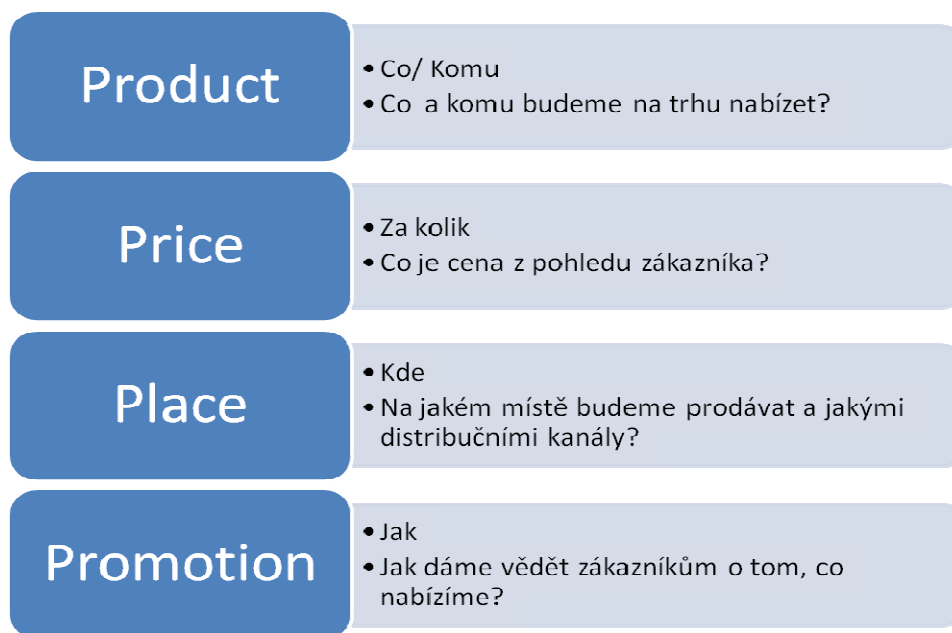 Product
• Co/ Komu
• Co a komu budeme na trhu nabízet?
Price
• Za kolik
• Co je cena z pohledu zákazníka?
Place
• Kde
• Na jakém místě budeme prodávat a jakými
distribučními kanály?
Promotion
• Jak
• Jak dáme vědět zákazníkům o tom, co
nabízíme?